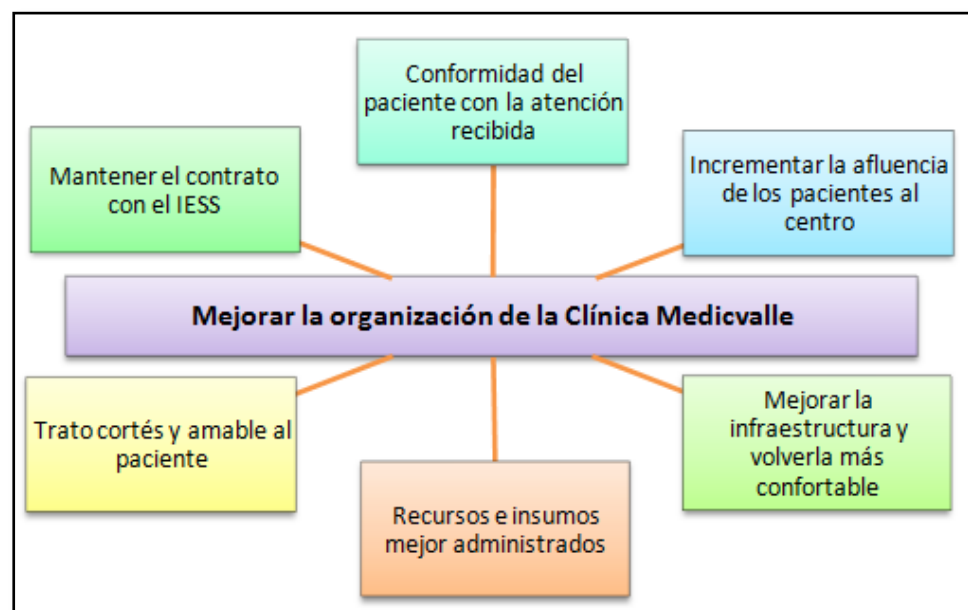 Conformidad del
paciente con la atención
recibida
Mantener el contrato
con el IESS
Incrementar la afluencia
de los pacientes al
centro
Mejorar la organización de la Clínica Medicvalle
Trato cortés y amable al
paciente
Recursos e insumos
mejor administrados
Mejorar la
infraestructura y
volverla más
confortable